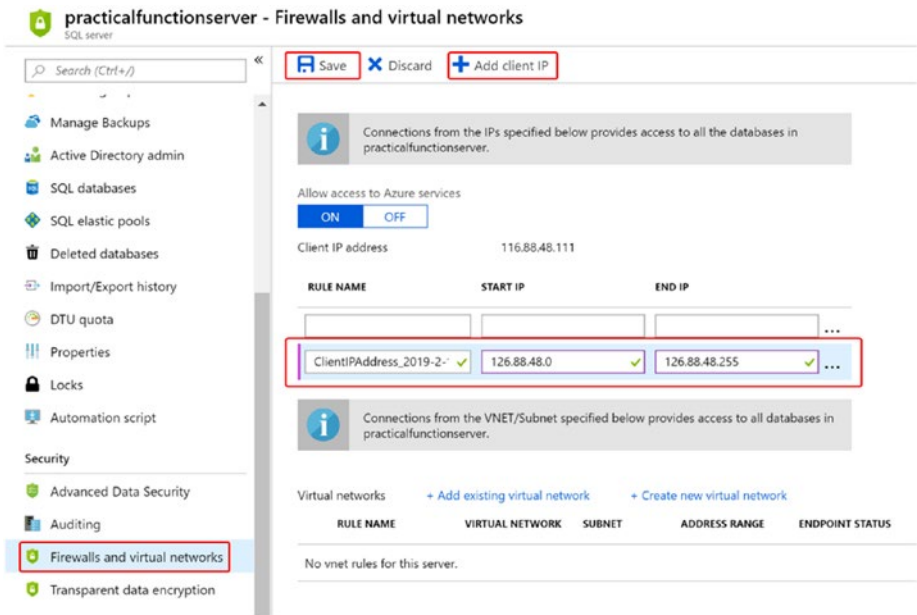 practicalfunctionserver - Firewalls and virtual networks
SQL server
Search (Ctrl+/)
Manage Backups
Active Directory admin
SQL databases
SQL elastic pools
Deleted databases
Import/Export history
DTU quota
Properties
Locks
Automation script
Security
Advanced Data Security
Auditing
Firewalls and virtual networks
Transparent data encryption
Save Discard Add client IP
Connections from the IPs specified below provides access to all the databases in
practicalfunctionserver.
Allow access to Azure services
ON OFF
Client IP address 116.88.48.111
RULE NAME START IP END IP
...
ClientIPAddress_2019-2- 126.88.48.0 126.88.48.255 ...
Connections from the VNET/Subnet specified below provides access to all databases in
practicalfunctionserver.
Virtual networks + Add existing virtual network + Create new virtual network
RULE NAME VIRTUAL NETWORK SUBNET ADDRESS RANGE ENDPOINT STATUS
No vnet rules for this server.